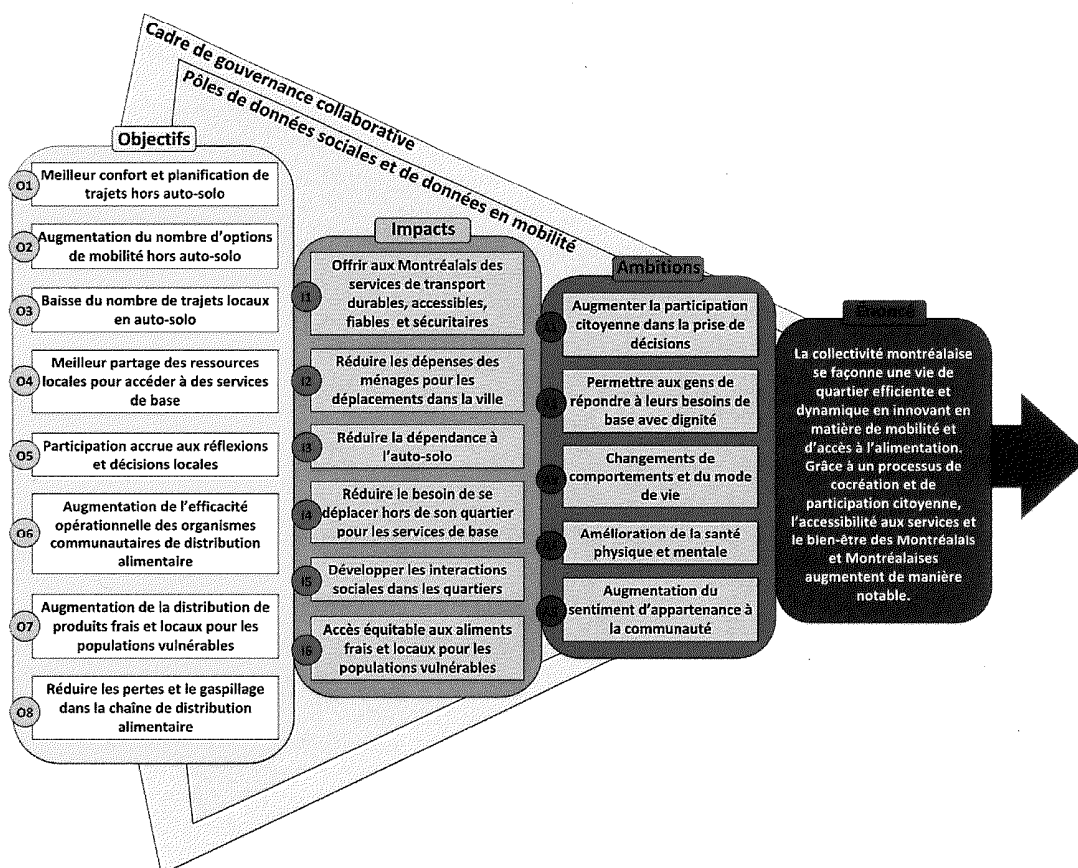 Cadre de gouvernance collaborative
Pôles de données sociales et de données en mobilité
Objectifs
O1
Meilleur confort et planification de
trajets hors auto-solo
O2
Augmentation du nombre d'options
de mobilité hors auto-solo
O3
Baisse du nombre de trajets locaux
en auto-solo
O4
Meilleur partage des ressources
locales pour accéder à des services
de base
O5
Participation accrue aux réflexions
et décisions locales
O6
Augmentation de l'efficacité
opérationnelle des organismes
communautaires de distribution
alimentaire
O7
Augmentation de la distribution de
produits frais et locaux pour les
populations vulnérables
O8
Réduire les pertes et le gaspillage
dans la chaîne de distribution
alimentaire
Impacts
I1
Offrir aux Montréalais des
services de transport
durables, accessibles,
fiables et sécuritaires
I2
Réduire les dépenses des
ménages pour les
déplacements dans la ville
I3
Réduire la dépendance à
l'auto-solo
I4
Réduire le besoin de se
déplacer hors de son quartier
pour les services de base
I5
Développer les interactions
sociales dans les quartiers
I6
Accès équitable aux aliments
frais et locaux pour les
populations vulnérables
Ambitions
Augmenter la participation
citoyenne dans la prise de
décisions
Permettre aux gens de
répondre à leurs besoins de
base avec dignité
Changements de
comportements et du mode
de vie
Amélioration de la santé
physique et mentale
Augmentation du
sentiment d'appartenance à
la communauté
Énoncé
La collectivité montréalaise
se façonne une vie de
quartier efficiente et
dynamique en innovant en
matière de mobilité et
d'accès à l'alimentation.
Grâce à un processus de
cocréation et de
participation citoyenne,
l'accessibilité aux services et
le bien-être des Montréalais
et Montréalaises
augmentent de manière
notable.